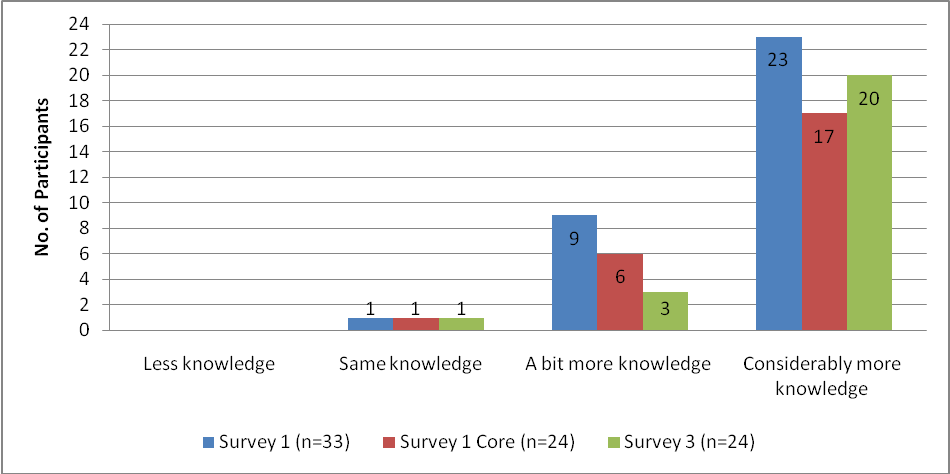 24
22
20
18
16
14
12
10
8
6
4
2
0
No. of Participants
1 1 1
9
6
3
23
17
20
Less knowledge
Same knowledge
A bit more knowledge
Considerably more
knowledge
Survey 1 (n=33)
Survey 1 Core (n=24)
Survey 3 (n=24)